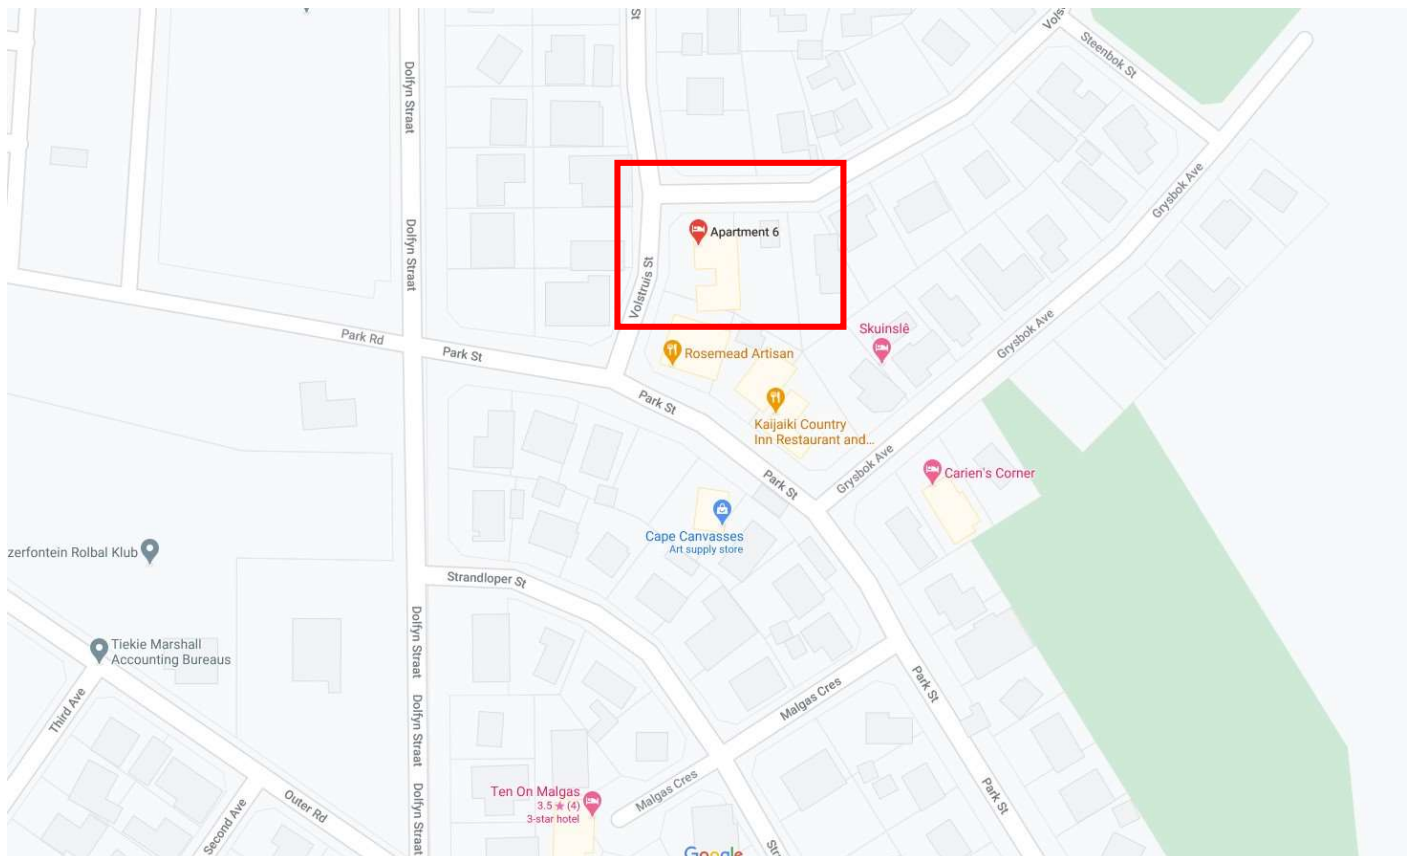 St
Vols
Steenbok St
Dolfyn Straat
Grysbok Ave
Dolfyn Straat
Apartment 6
Volstruis St
Park Rd
Park St
Grysbok Ave
Skuinslê
Rosemead Artisan
Park St
Kaijaiki Country
Inn Restaurant and...
Grysbok Ave
Park St
Carien's Corner
Cape Canvasses
Art supply store
zerfontein Rolbal Klub
Strandloper St
Dolfyn Straat
Tiekie Marshall
Accounting Bureaus
Third Ave
Park St
Malgas Cres
Dolfyn Straat
Ten On Malgas
3.5 ★ (4)
3-star hotel
Malgas Cres
Park St
Outer Rd
Second Ave
Dolfyn Straat
Str
Google